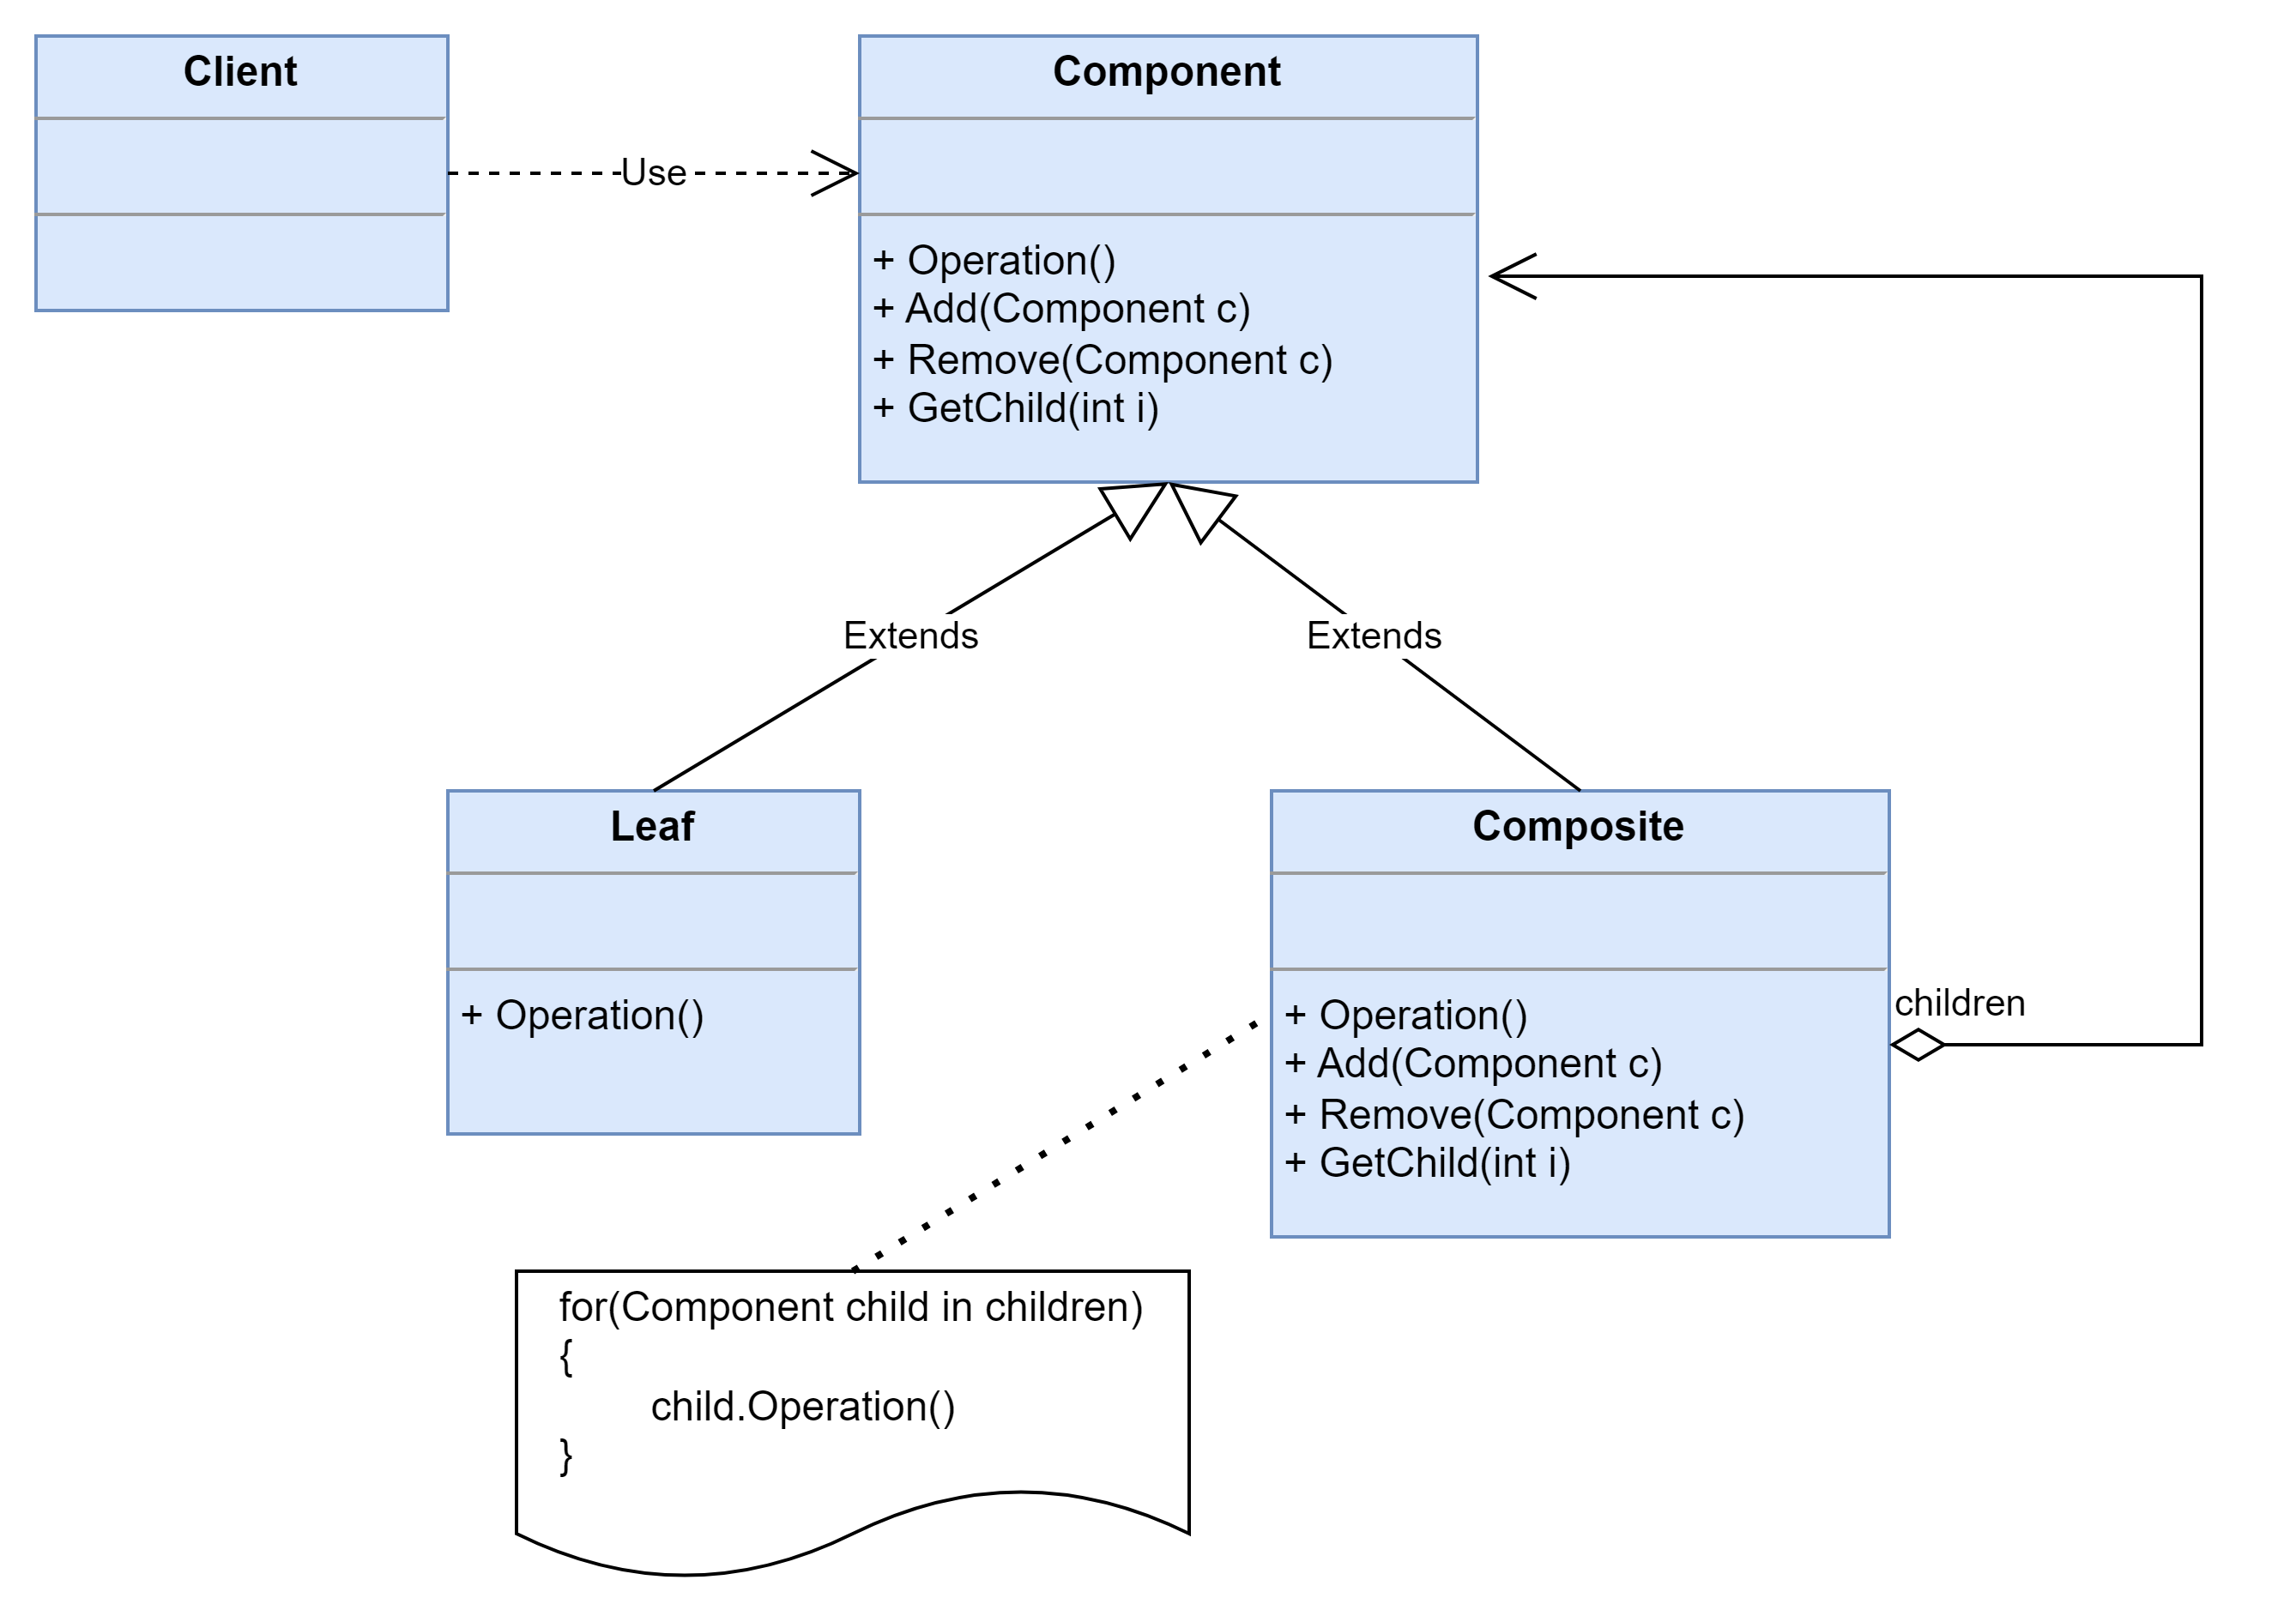 Client
Component
Use
+ Operation()
+ Add(Component c)
+ Remove(Component c)
+ GetChild(int i)
Extends
Extends
Leaf
+ Operation()
Composite
+ Operation()
+ Add(Component c)
+ Remove(Component c)
+ GetChild(int i)
children
for(Component child in children)
{
child.Operation()
}